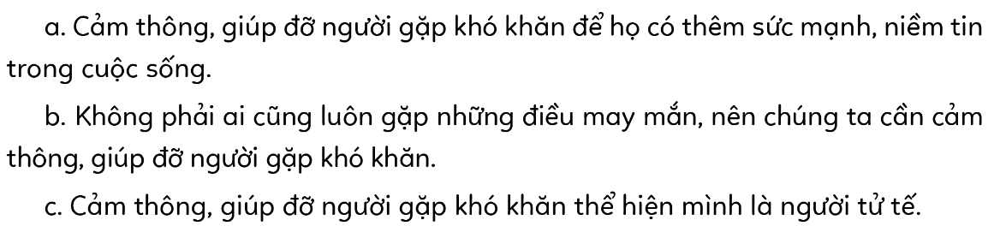 a. Cảm thông, giúp đỡ người gặp khó khăn để họ có thêm sức mạnh, niềm tin
trong cuộc sống.
b. Không phải ai cũng luôn gặp những điều may mắn, nên chúng ta cần cảm
thông, giúp đỡ người gặp khó khăn.
c. Cảm thông, giúp đỡ người gặp khó khăn thể hiện mình là người tử tế.